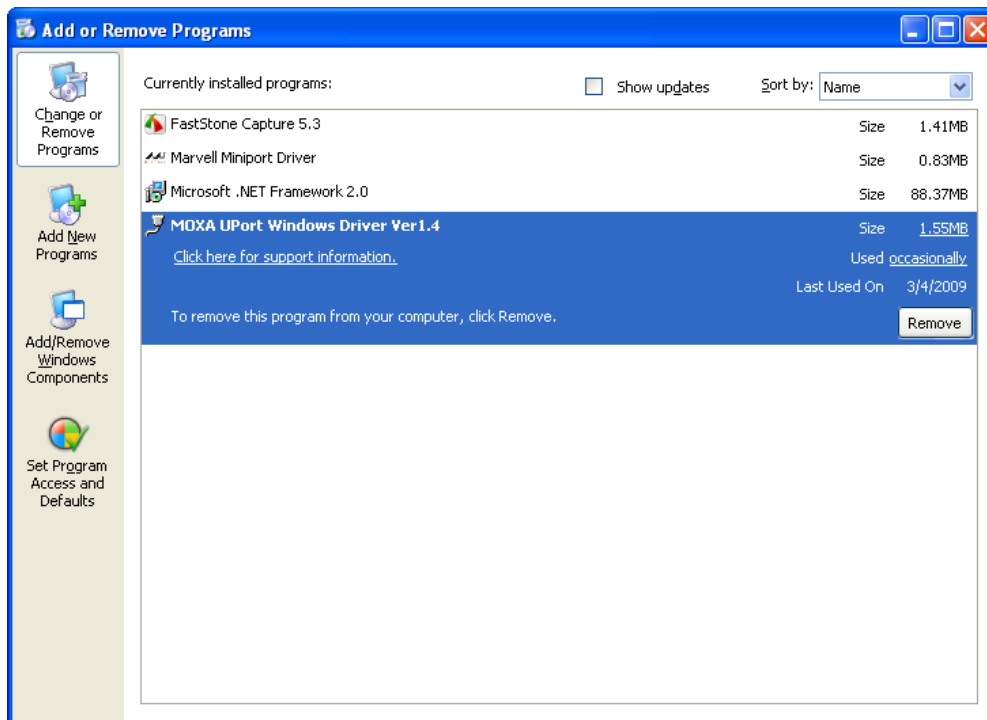 Add or Remove Programs
Change or
Remove
Programs
Add New
Programs
Add/Remove
Windows
Components
Set Program
Access and
Defaults
Currently installed programs:
Show updates
Sort by: Name
FastStone Capture 5.3 Size 1.41MB
Marvell Miniport Driver Size 0.83MB
Microsoft .NET Framework 2.0 Size 88.37MB
MOXA UPort Windows Driver Ver1.4 Size 1.55MB
Click here for support information. Used occasionally
Last Used On 3/4/2009
To remove this program from your computer, click Remove. Remove